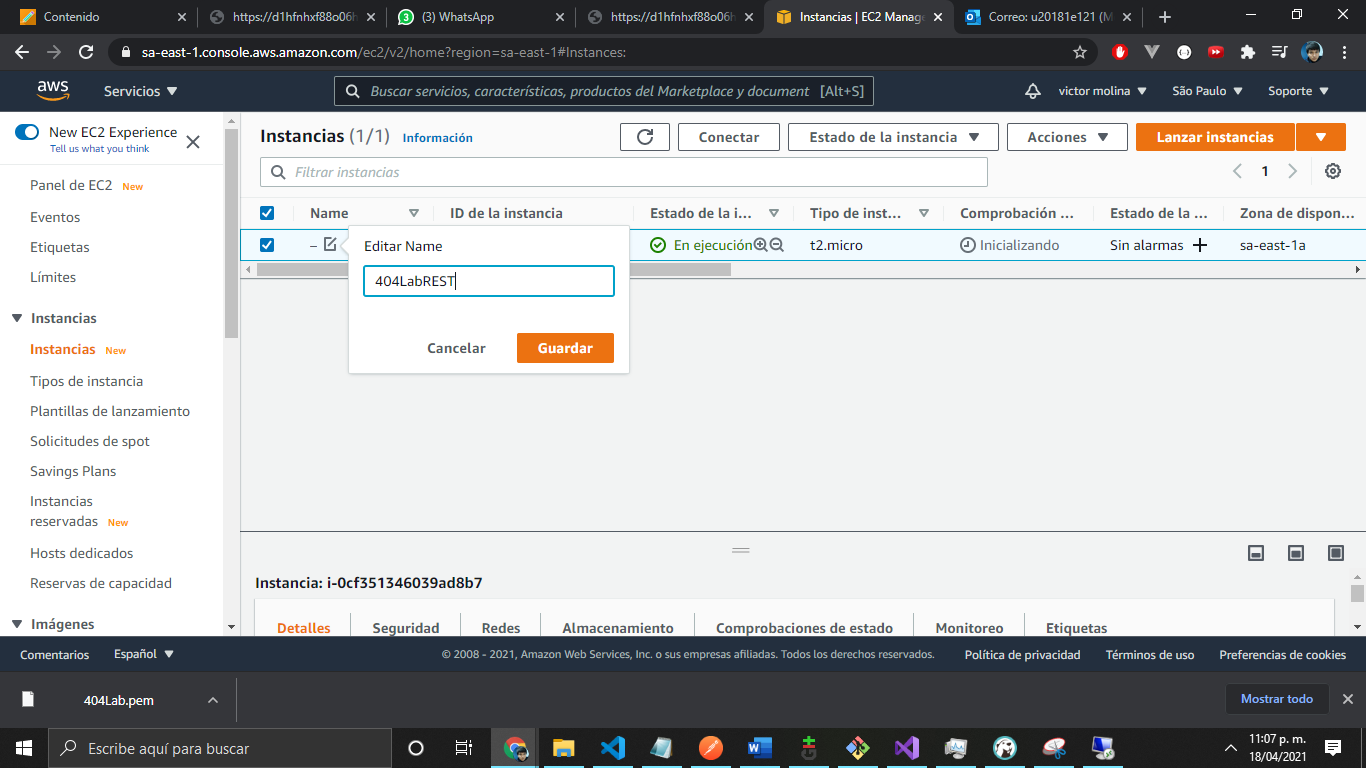 Contenido
https://d1hfnhxf88o06h
(3) WhatsApp
https://d1hfnhxf88o06h
Instancias | EC2 Manage
Correo: u20181e121 (M
sa-east-1.console.aws.amazon.com/ec2/v2/home?region=sa-east-1#Instances:
aws
Servicios
Buscar servicios, características, productos del Marketplace y document [Alt+S]
victor molina
São Paulo
Soporte
New EC2 Experience
Tell us what you think
Panel de EC2 New
Eventos
Etiquetas
Límites
Instancias
Instancias New
Tipos de instancia
Plantillas de lanzamiento
Solicitudes de spot
Savings Plans
Instancias
reservadas New
Hosts dedicados
Reservas de capacidad
Imágenes
Instancias (1/1) Información
Conectar
Estado de la instancia
Acciones
Lanzar instancias
Filtrar instancias
1
Name
ID de la instancia
Estado de la i...
Tipo de inst...
Comprobación ...
Estado de la ...
Zona de dispon...
–
En ejecución
t2.micro
Inicializando
Sin alarmas
sa-east-1a
Editar Name
404LabREST
Cancelar
Guardar
Instancia: i-0cf351346039ad8b7
Detalles
Seguridad
Redes
Almacenamiento
Comprobaciones de estado
Monitoreo
Etiquetas
Comentarios
Español
© 2008 - 2021, Amazon Web Services, Inc. o sus empresas afiliadas. Todos los derechos reservados.
Política de privacidad
Términos de uso
Preferencias de cookies
404Lab.pem
Mostrar todo
Escribe aquí para buscar
11:07 p. m.
18/04/2021